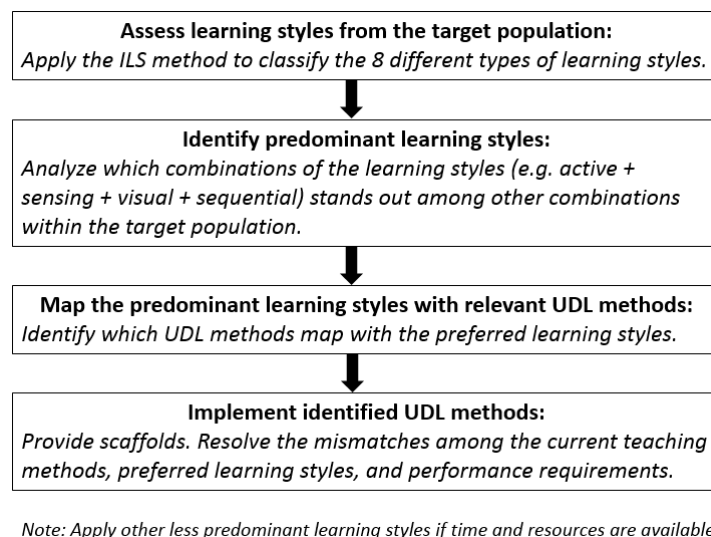 Assess learning styles from the target population:
Apply the ILS method to classify the 8 different types of learning styles.
Identify predominant learning styles:
Analyze which combinations of the learning styles (e.g. active +
sensing + visual + sequential) stands out among other combinations
within the target population.
Map the predominant learning styles with relevant UDL methods:
Identify which UDL methods map with the preferred learning styles.
Implement identified UDL methods:
Provide scaffolds. Resolve the mismatches among the current teaching
methods, preferred learning styles, and performance requirements.
Note: Apply other less predominant learning styles if time and resources are available